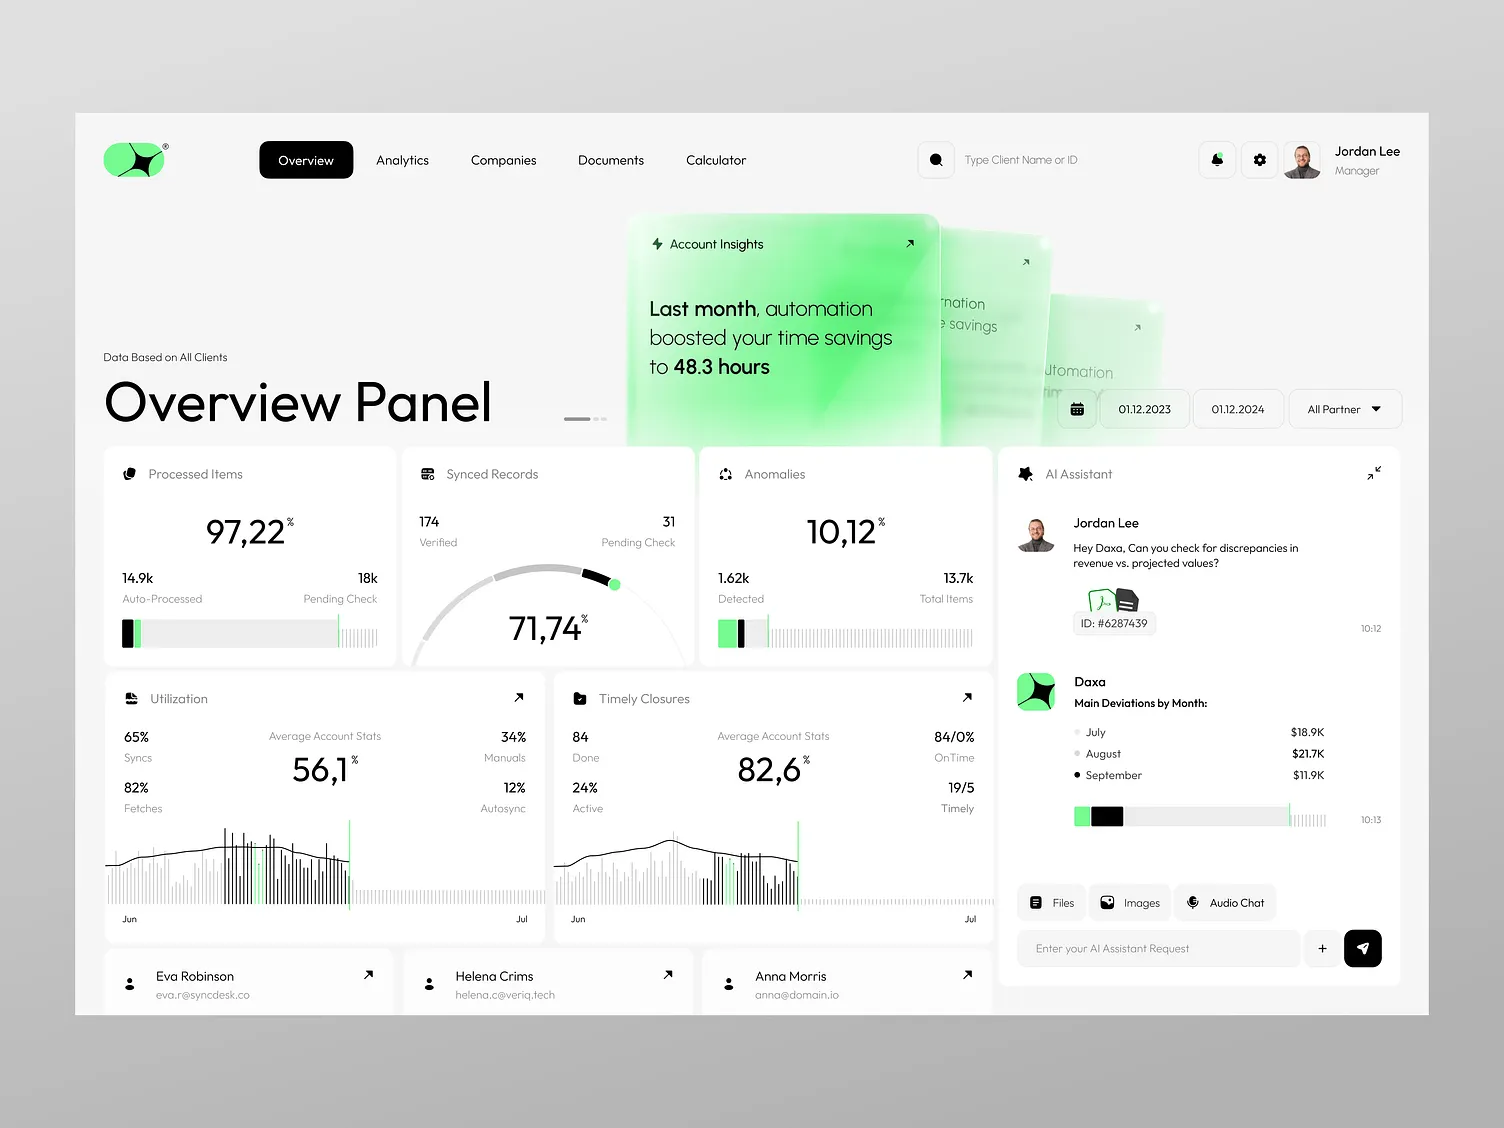 ®
Overview
Analytics
Companies
Documents
Calculator
Type Client Name or ID
Jordan Lee
Manager
Account Insights
Last month, automation
boosted your time savings
to 48.3 hours
savings
automation
Data Based on All Clients
Overview Panel
01.12.2023
01.12.2024
All Partner
Processed Items
97,22%
14.9k
18k
Auto-Processed
Pending Check
Synced Records
174
31
Verified
Pending Check
71,74%
Anomalies
10,12%
1.62k
13.7k
Detected
Total Items
AI Assistant
Jordan Lee
Hey Daxa, Can you check for discrepancies in
revenue vs. projected values?
ID: #6287439
10:12
Daxa
Main Deviations by Month:
July $18.9K
August $21.7K
September $11.9K
10:13
Files
Images
Audio Chat
Enter your AI Assistant Request
+
Utilization
65%
Syncs
Average Account Stats
56,1%
34%
Manuals
82%
Fetches
12%
Autosync
Jun
Jul
Timely Closures
84
Done
Average Account Stats
82,6%
84/0%
OnTime
24%
Active
19/5
Timely
Jun
Jul
Eva Robinson
eva.r@syncdesk.co
Helena Crims
helena.c@veriq.tech
Anna Morris
anna@domain.io